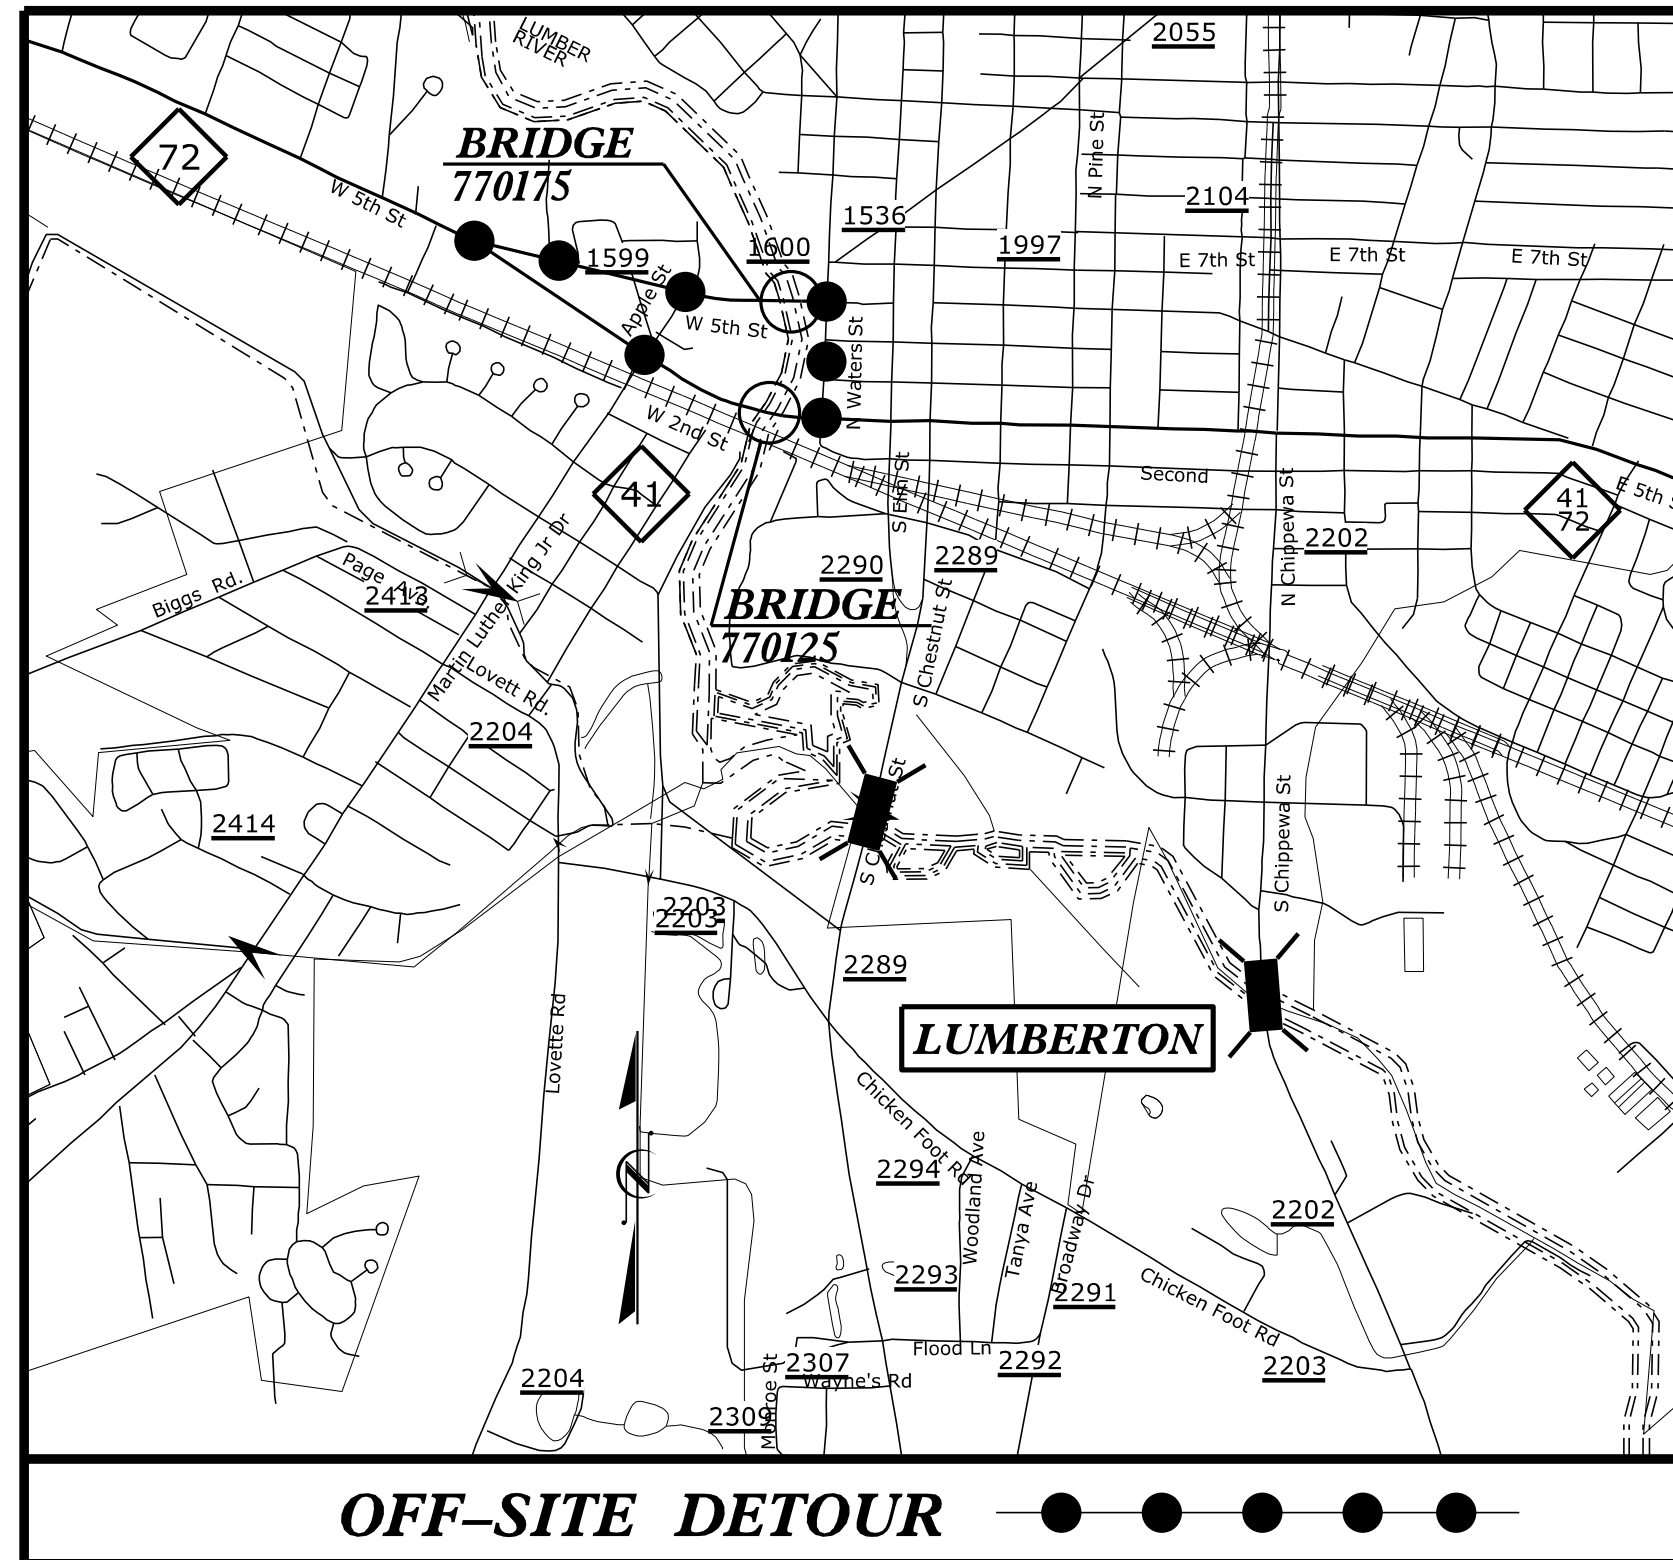 LUMBER
RIVER
2055
BRIDGE
770175
72
W 5th St
N Pine St
2104
1536
1997
1600
1599
E 7th St
E 7th St
E 7th St
Apple St
W 5th St
N Waters St
W 2nd St
41
Second
S Elm St
N Chippewa St
2202
41
72
E 5th S
2290
2289
BRIDGE
770125
Page Ave
2413
Biggs Rd.
Martin Luther King Jr Dr
Lovett Rd.
2204
S Chestnut St
S Chestnut St
S Chippewa St
2414
2203
2203
2289
LUMBERTON
Lovette Rd
N
Chicken Foot Rd
2294
Woodland Ave
Tanya Ave
Broadway Dr
2202
2293
2291
Chicken Foot Rd
Flood Ln
2307
2292
2203
Wayne's Rd
2204
Monroe St
2309
OFF-SITE DETOUR